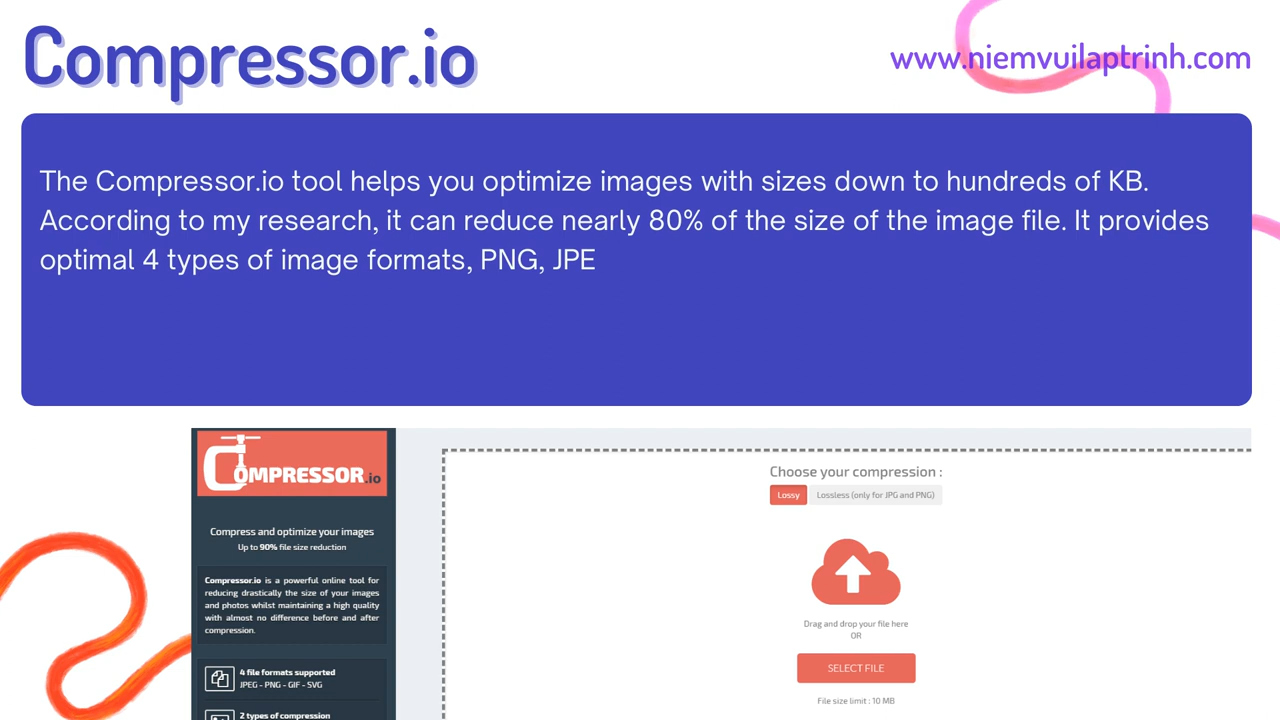 Compressor.io
www.niemvuilaptrinh.com
The Compressor.io tool helps you optimize images with sizes down to hundreds of KB.
According to my research, it can reduce nearly 80% of the size of the image file. It provides
optimal 4 types of image formats, PNG, JPE
COMPRESSOR.io
Compress and optimize your images
Up to 90% file size reduction
Compressor.io is a powerful online tool for
reducing drastically the size of your images
and photos whilst maintaining a high quality
with almost no difference before and after
compression.
4 file formats supported
JPEG - PNG - GIF - SVG
2 types of compression
Choose your compression :
Lossy Lossless (only for JPG and PNG)
Drag and drop your file here
OR
SELECT FILE
File size limit : 10 MB